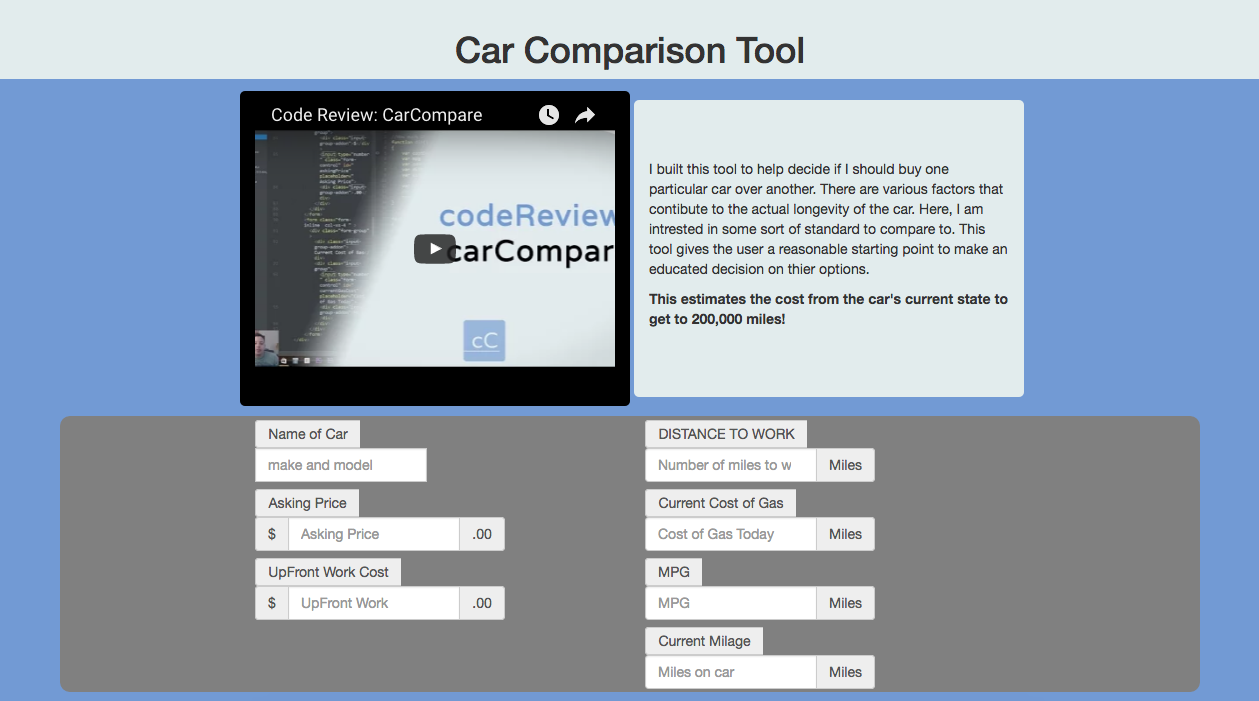 Car Comparison Tool
Code Review: CarCompare
codeReview
carCompar
cC
I built this tool to help decide if I should buy one
particular car over another. There are various factors that
contibute to the actual longevity of the car. Here, I am
intrested in some sort of standard to compare to. This
tool gives the user a reasonable starting point to make an
educated decision on thier options.
This estimates the cost from the car's current state to
get to 200,000 miles!
Name of Car
make and model
Asking Price
$ Asking Price .00
UpFront Work Cost
$ UpFront Work .00
DISTANCE TO WORK
Number of miles to w Miles
Current Cost of Gas
Cost of Gas Today Miles
MPG
MPG Miles
Current Milage
Miles on car Miles